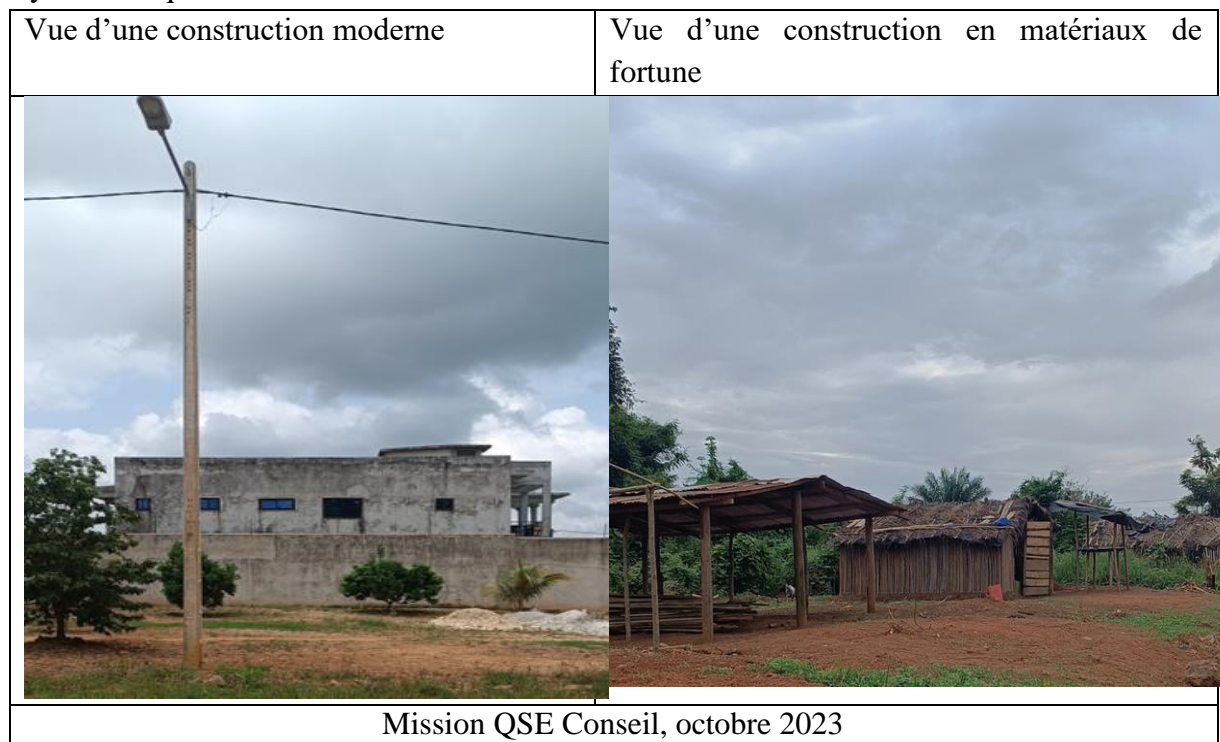 Vue d’une construction moderne
Vue d’une construction en matériaux de
fortune
Mission QSE Conseil, octobre 2023